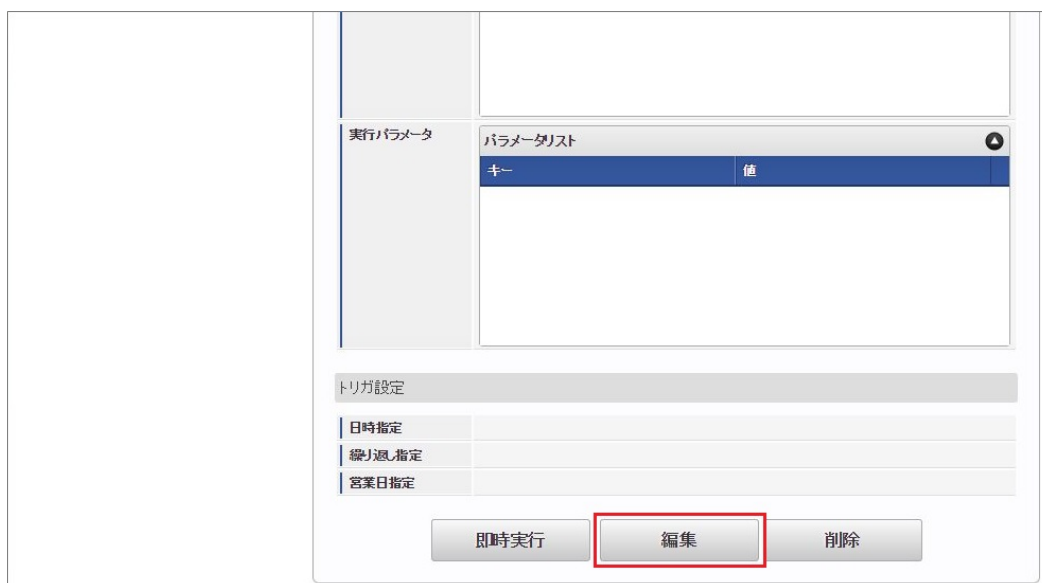 実行パラメータ
パラメータリスト
キー 値
トリガ設定
日時指定
繰り返し指定
営業日指定
即時実行 編集 削除